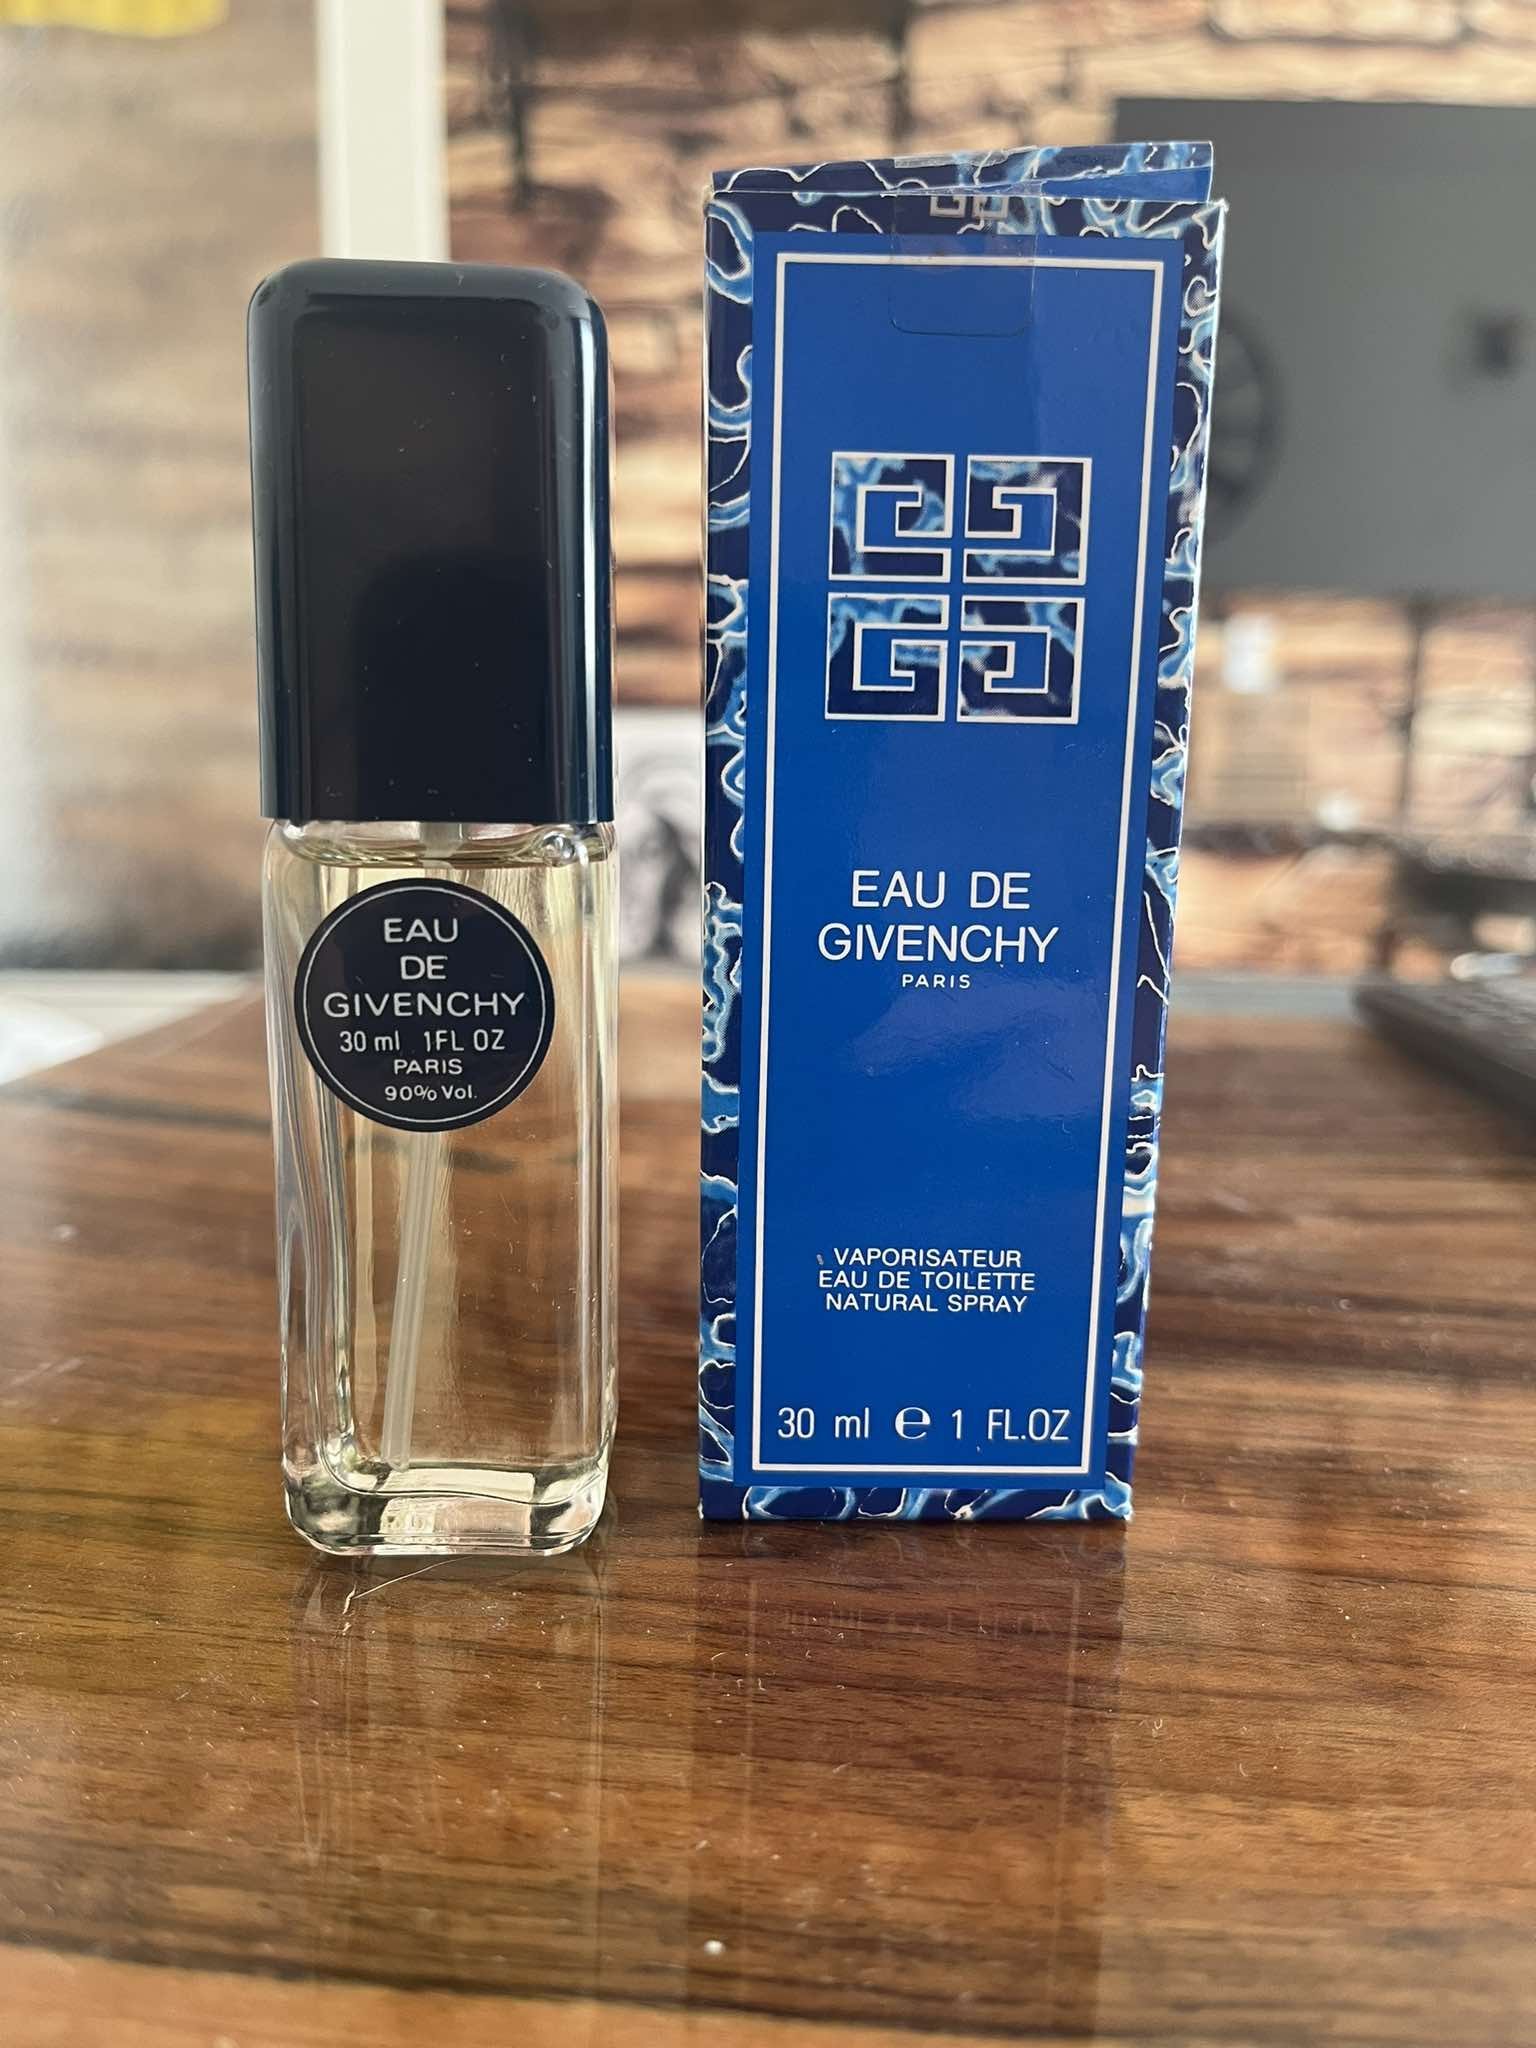 EAU
DE
GIVENCHY
30 ml 1FL OZ
PARIS
90% Vol.
EAU DE
GIVENCHY
PARIS
VAPORISATEUR
EAU DE TOILETTE
NATURAL SPRAY
30 ml e 1 FL.OZ